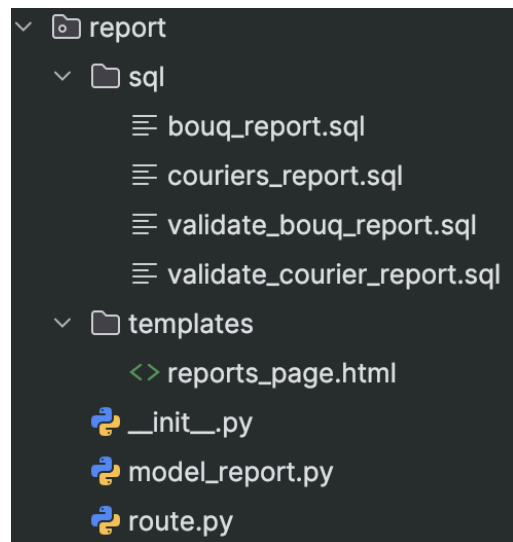 report
sql
bouq_report.sql
couriers_report.sql
validate_bouq_report.sql
validate_courier_report.sql
templates
reports_page.html
__init__.py
model_report.py
route.py